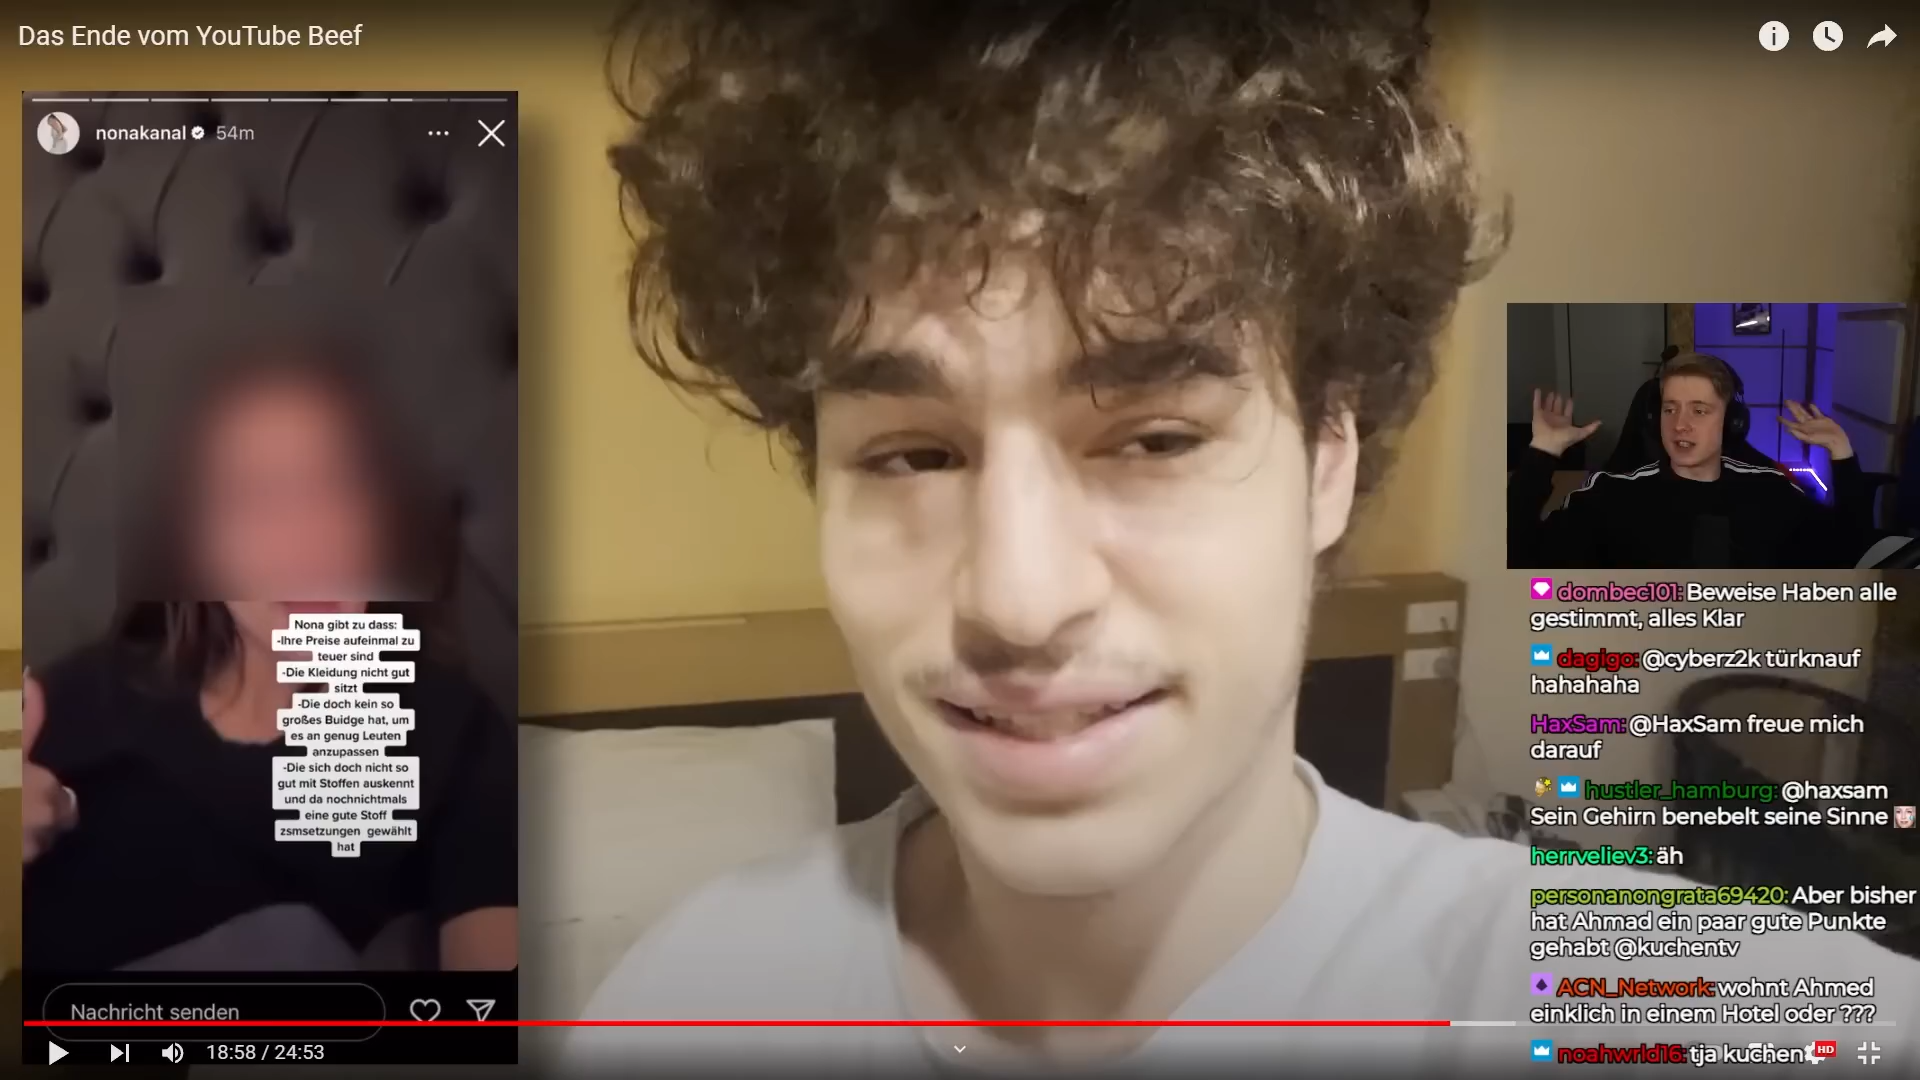 Das Ende vom YouTube Beef
nonakanal 54m
Nona gibt zu dass:
-Ihre Preise aufeinmal zu
teuer sind
-Die Kleidung nicht gut
sitzt
-Die doch kein so
großes Buidge hat, um
es an genug Leuten
anzupassen
-Die sich doch nicht so
gut mit Stoffen auskennt
und da nochnichtmals
eine gute Stoff
zsmsetzungen gewählt
hat
Nachricht senden
18:58 / 24:53
dombec101: Beweise Haben alle
gestimmt, alles Klar
dagigo: @cyberz2k türknauf
hahahaha
HaxSam: @HaxSam freue mich
darauf
hustler_hamburg: @haxsam
Sein Gehirn benebelt seine Sinne
herrveliev3: äh
personanongrata69420: Aber bisher
hat Ahmad ein paar gute Punkte
gehabt @kuchentv
ACN_Network: wohnt Ahmed
einklich in einem Hotel oder ???
noahwrld16: tja kuchen
HD